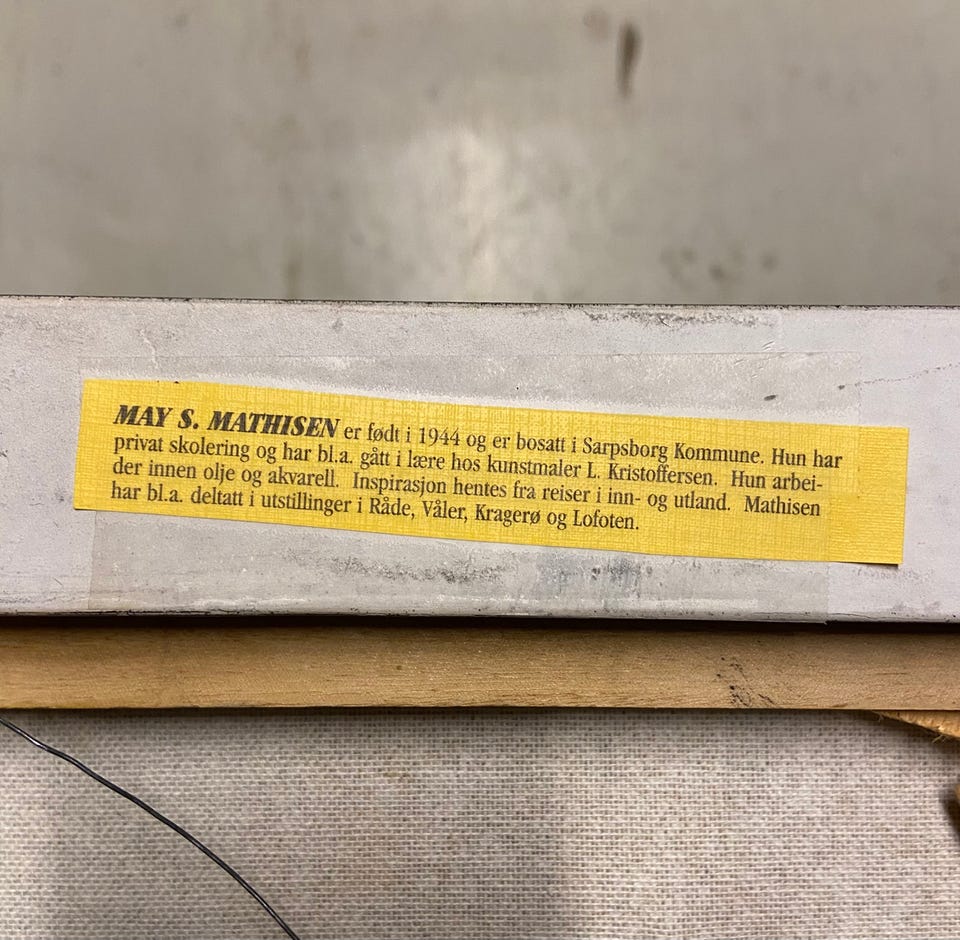 MAY S. MATHISEN er født i 1944 og er bosatt i Sarpsborg Kommune. Hun har
privat skolering og har bl.a. gått i lære hos kunstmaler L. Kristoffersen. Hun arbei-
der innen olje og akvarell. Inspirasjon hentes fra reiser i inn- og utland. Mathisen
har bl.a. deltatt i utstillinger i Råde, Våler, Kragerø og Lofoten.